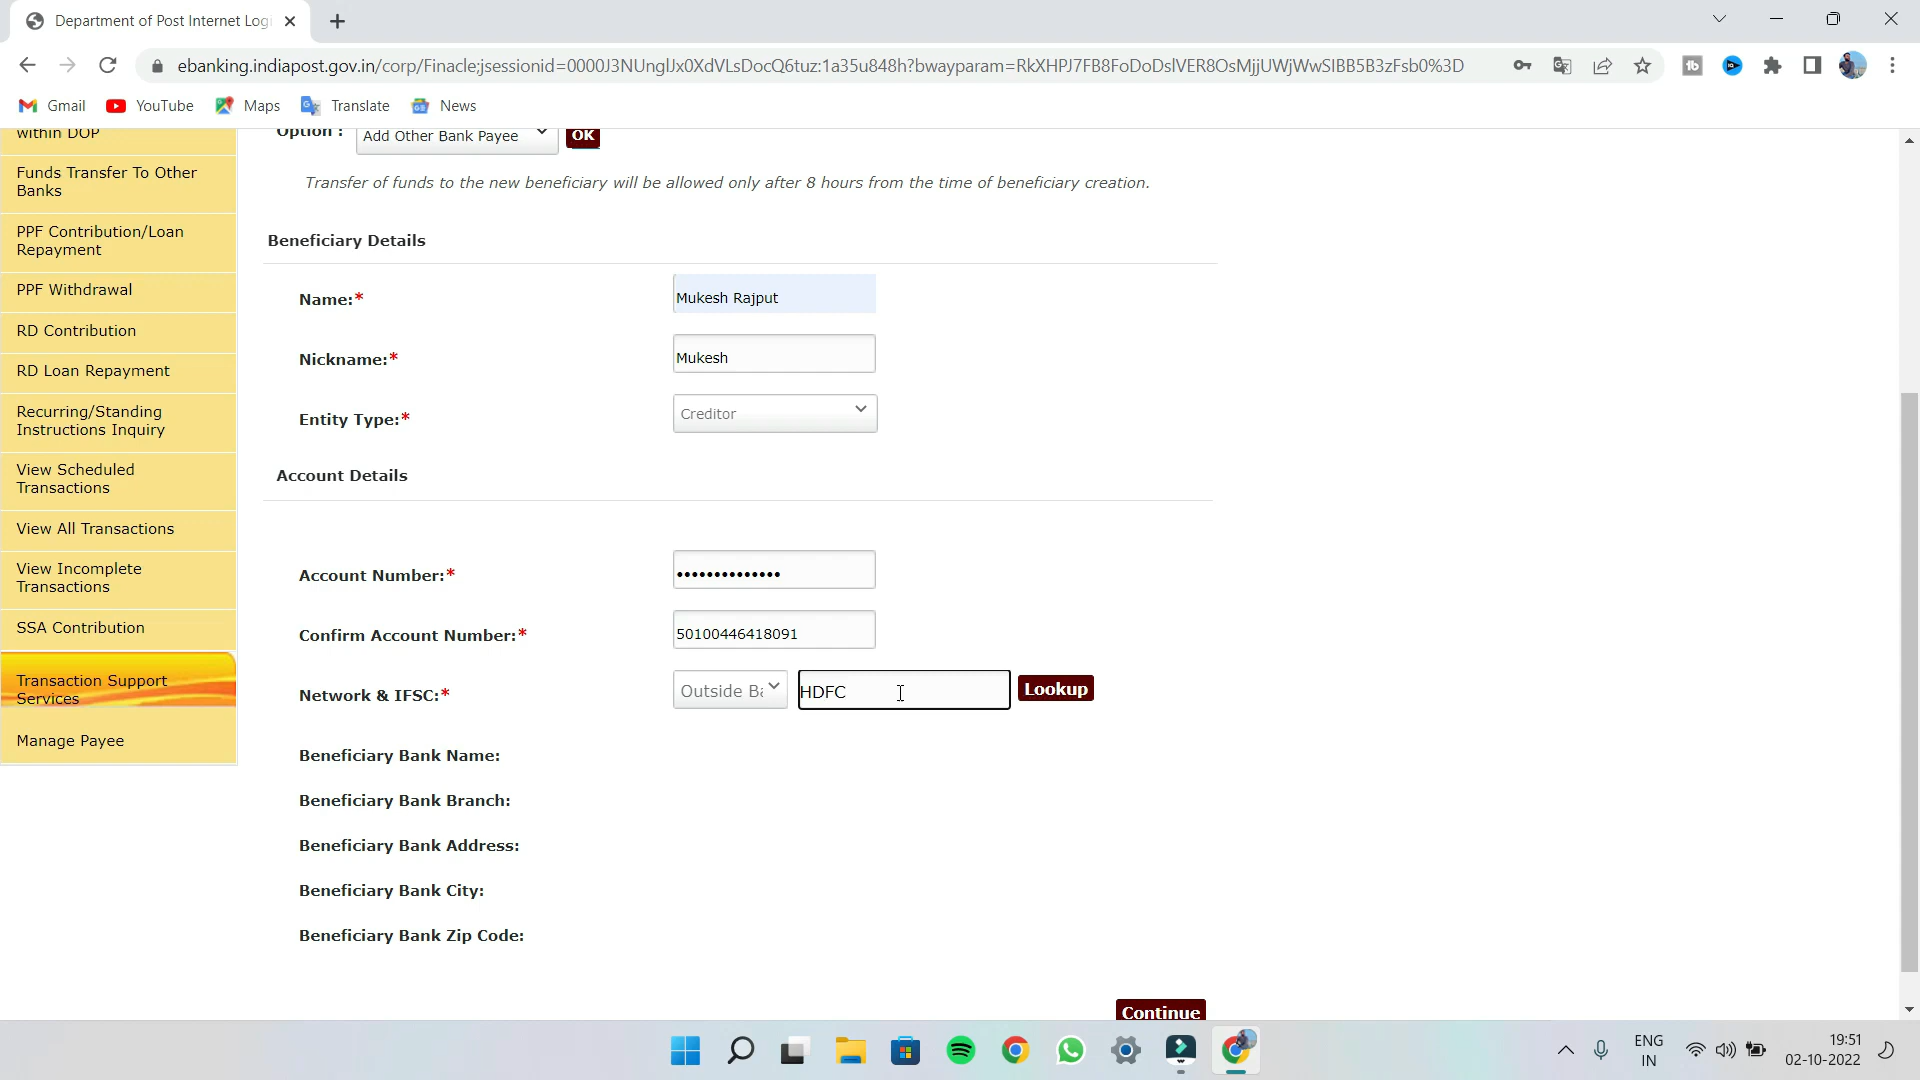 Department of Post Internet Logi
ebanking.indiapost.gov.in/corp/Finacle;jsessionid=0000J3NUnglJx0XdVLsDocQ6tuz:1a35u848h?bwayparam=RkXHPJ7FB8FoDoDslVER8OsMjjUWjWwSIBB5B3zFsb0%3D
Gmail YouTube Maps Translate News
within DOP
Funds Transfer To Other
Banks
PPF Contribution/Loan
Repayment
PPF Withdrawal
RD Contribution
RD Loan Repayment
Recurring/Standing
Instructions Inquiry
View Scheduled
Transactions
View All Transactions
View Incomplete
Transactions
SSA Contribution
Transaction Support
Services
Manage Payee
Option : Add Other Bank Payee OK
Transfer of funds to the new beneficiary will be allowed only after 8 hours from the time of beneficiary creation.
Beneficiary Details
Name:* Mukesh Rajput
Nickname:* Mukesh
Entity Type:* Creditor
Account Details
Account Number:* ••••••••••••••
Confirm Account Number:* 50100446418091
Network & IFSC:* Outside Ba HDFC Lookup
Beneficiary Bank Name:
Beneficiary Bank Branch:
Beneficiary Bank Address:
Beneficiary Bank City:
Beneficiary Bank Zip Code:
Continue
ENG
IN
19:51
02-10-2022